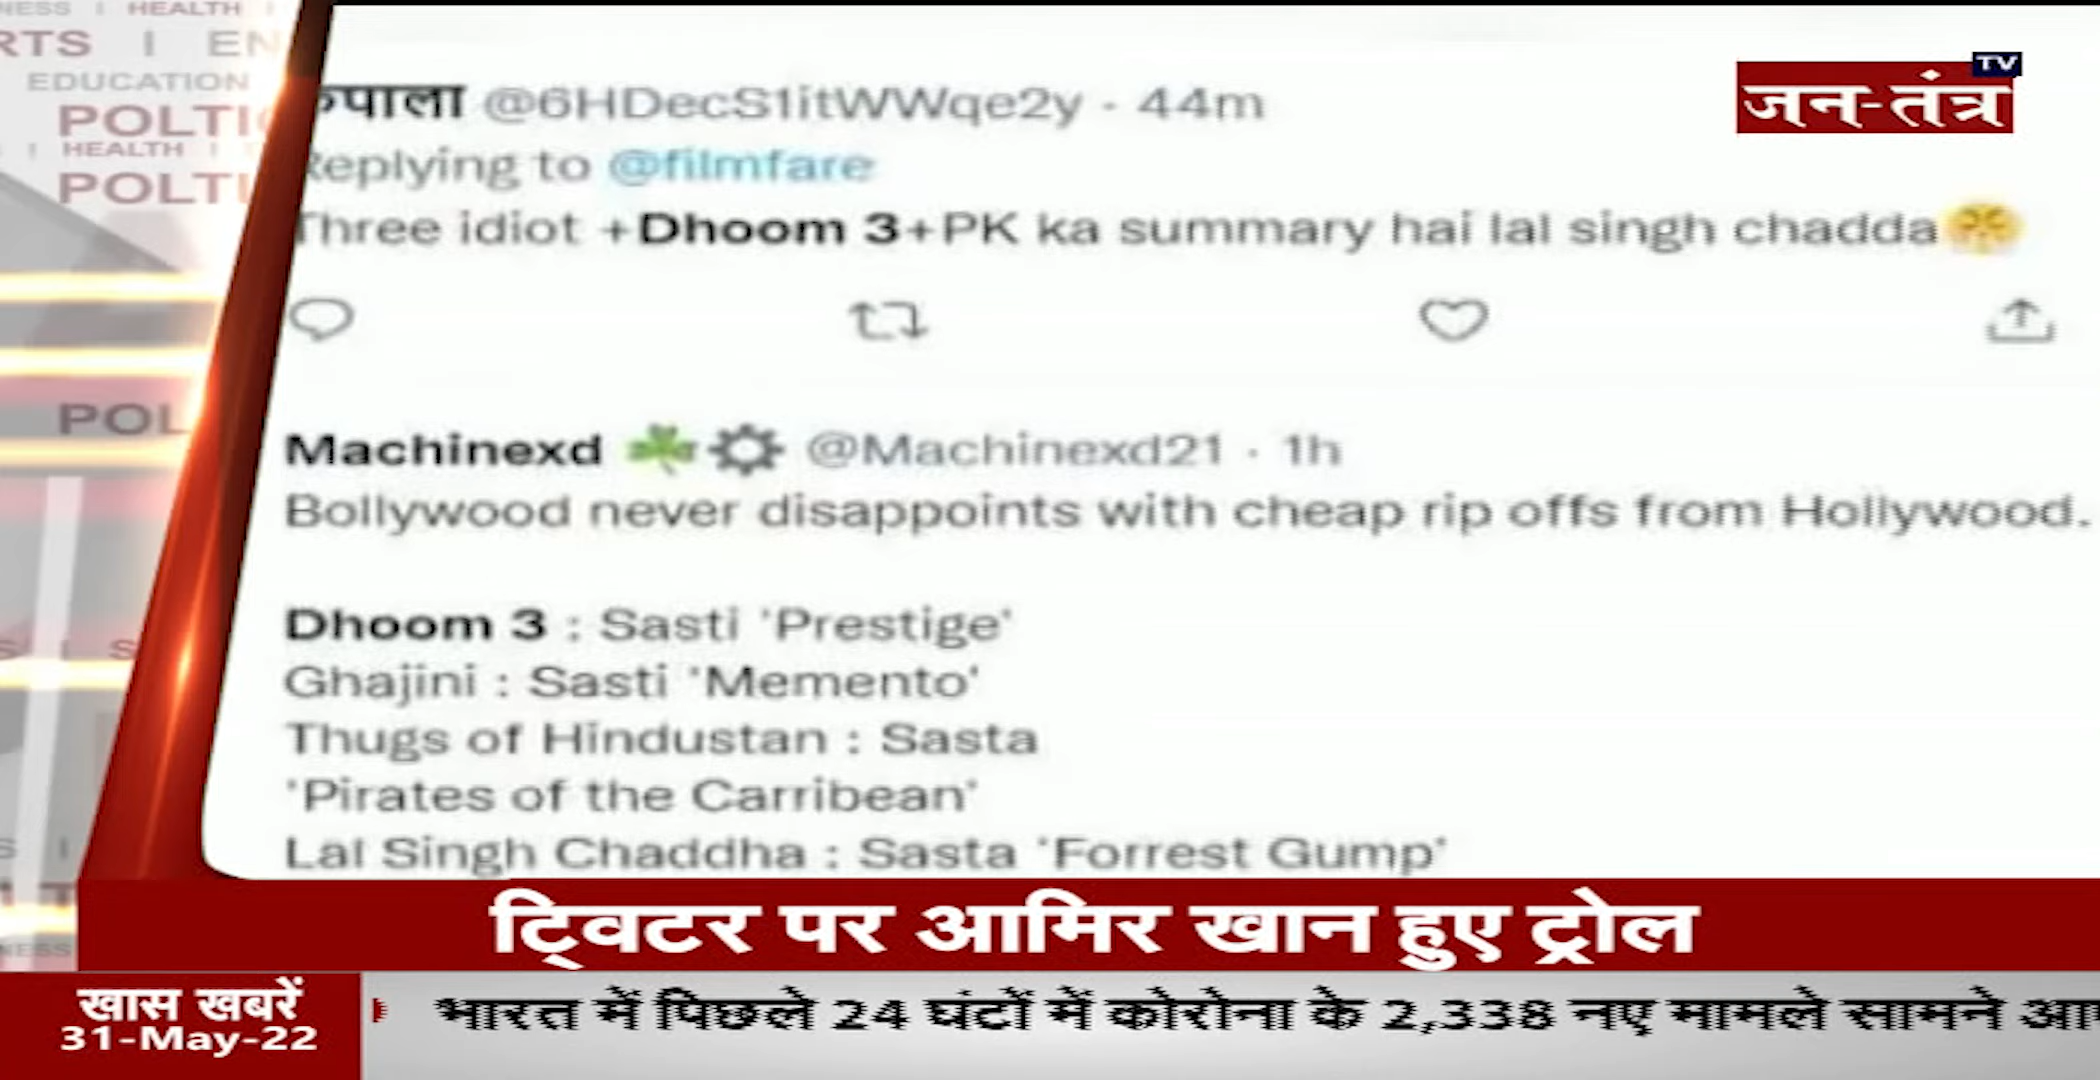 NESS I HEALTH I
RTS I EN
EDUCATION
POLTI
I HEALTH I
POLTI
POL
TV
जन-तंत्र
रुपाला @6HDecS1itWWqe2y · 44m
Replying to @filmfare
Three idiot +Dhoom 3+PK ka summary hai lal singh chadda
Machinexd ☘⚙ @Machinexd21 · 1h
Bollywood never disappoints with cheap rip offs from Hollywood.
Dhoom 3 : Sasti 'Prestige'
Ghajini : Sasti 'Memento'
Thugs of Hindustan : Sasta
'Pirates of the Carribean'
Lal Singh Chaddha : Sasta 'Forrest Gump'
ट्विटर पर आमिर खान हुए ट्रोल
खास खबरें
31-May-22
भारत में पिछले 24 घंटों में कोरोना के 2,338 नए मामले सामने